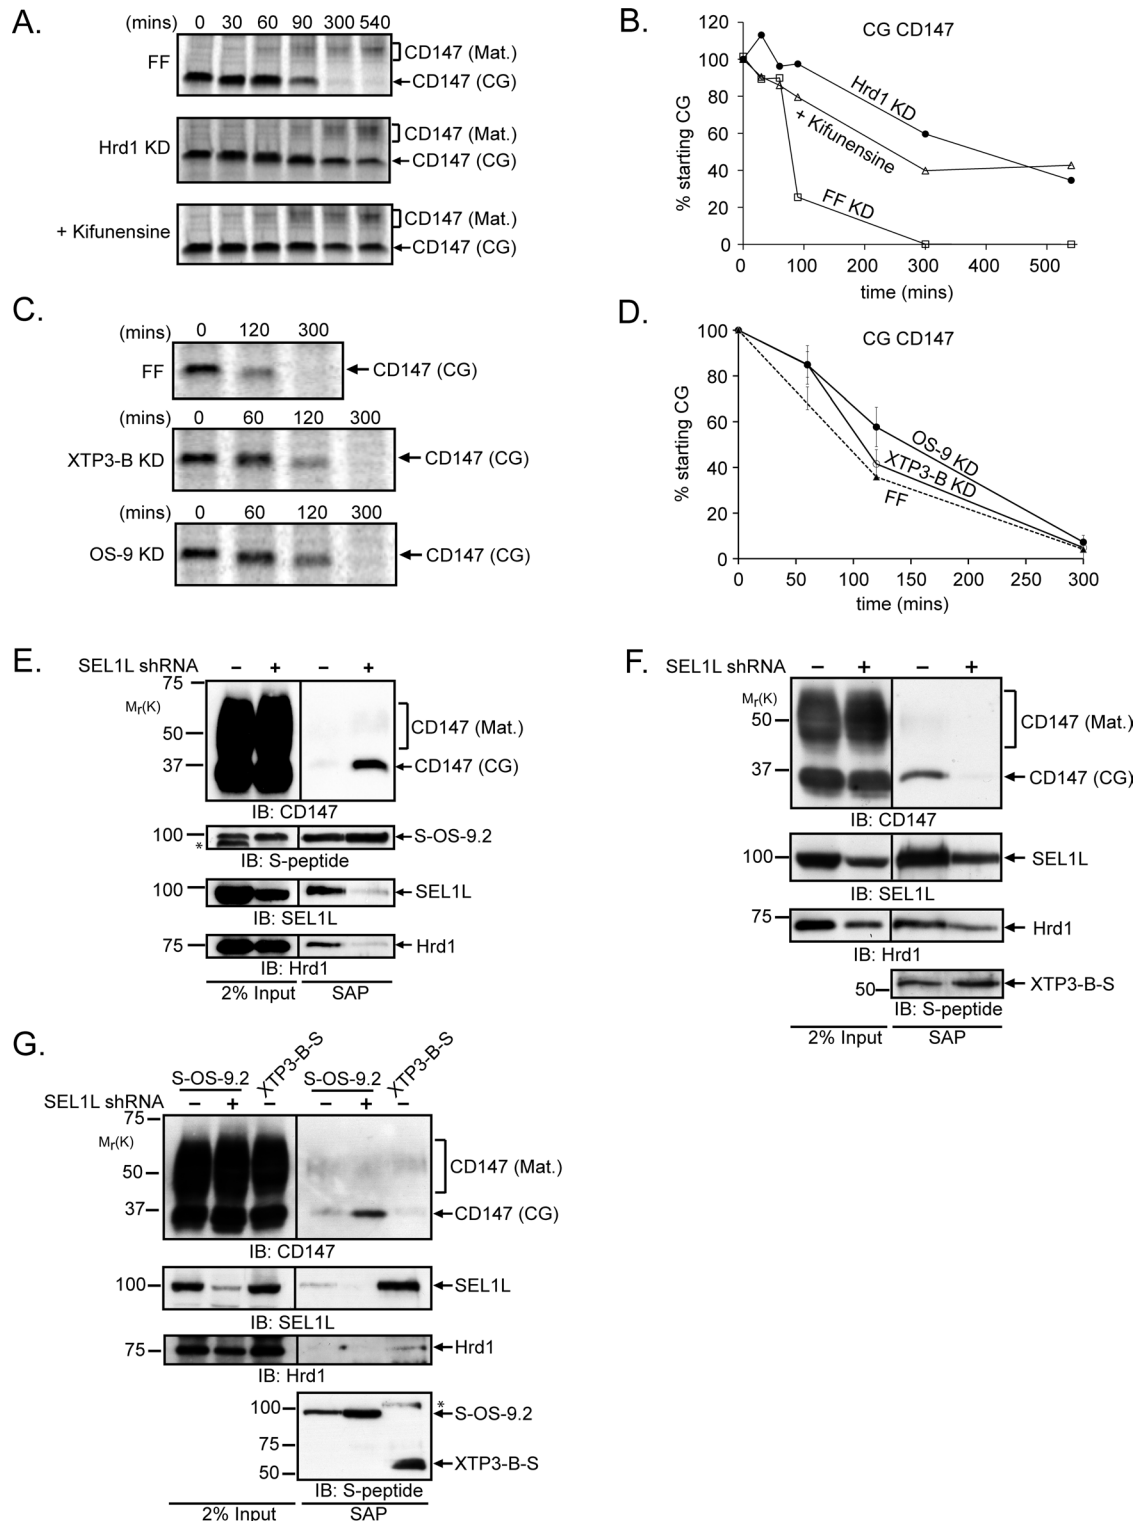 A.
(mins) 0 30 60 90 300 540
FF
CD147 (Mat.)
CD147 (CG)
Hrd1 KD
CD147 (Mat.)
CD147 (CG)
+ Kifunensine
CD147 (Mat.)
CD147 (CG)
B.
CG CD147
% starting CG
120
100
80
60
40
20
0
Hrd1 KD
+ Kifunensine
FF KD
0 100 200 300 400 500
time (mins)
C.
(mins) 0 120 300
FF
CD147 (CG)
(mins) 0 60 120 300
XTP3-B KD
CD147 (CG)
(mins) 0 60 120 300
OS-9 KD
CD147 (CG)
D.
CG CD147
% starting CG
100
80
60
40
20
0
OS-9 KD
XTP3-B KD
FF
0 50 100 150 200 250 300
time (mins)
E.
SEL1L shRNA – + – +
75
Mr(K)
50
37
CD147 (Mat.)
CD147 (CG)
IB: CD147
100
*
S-OS-9.2
IB: S-peptide
100
SEL1L
IB: SEL1L
75
Hrd1
IB: Hrd1
2% Input SAP
F.
SEL1L shRNA – + – +
Mr(K)
50
37
CD147 (Mat.)
CD147 (CG)
IB: CD147
100
SEL1L
IB: SEL1L
75
Hrd1
IB: Hrd1
50
XTP3-B-S
IB: S-peptide
2% Input SAP
G.
S-OS-9.2 XTP3-B-S S-OS-9.2 XTP3-B-S
SEL1L shRNA – + – – + –
75
Mr(K)
50
37
CD147 (Mat.)
CD147 (CG)
IB: CD147
100
SEL1L
IB: SEL1L
75
Hrd1
IB: Hrd1
100
*
S-OS-9.2
75
50
XTP3-B-S
IB: S-peptide
2% Input SAP